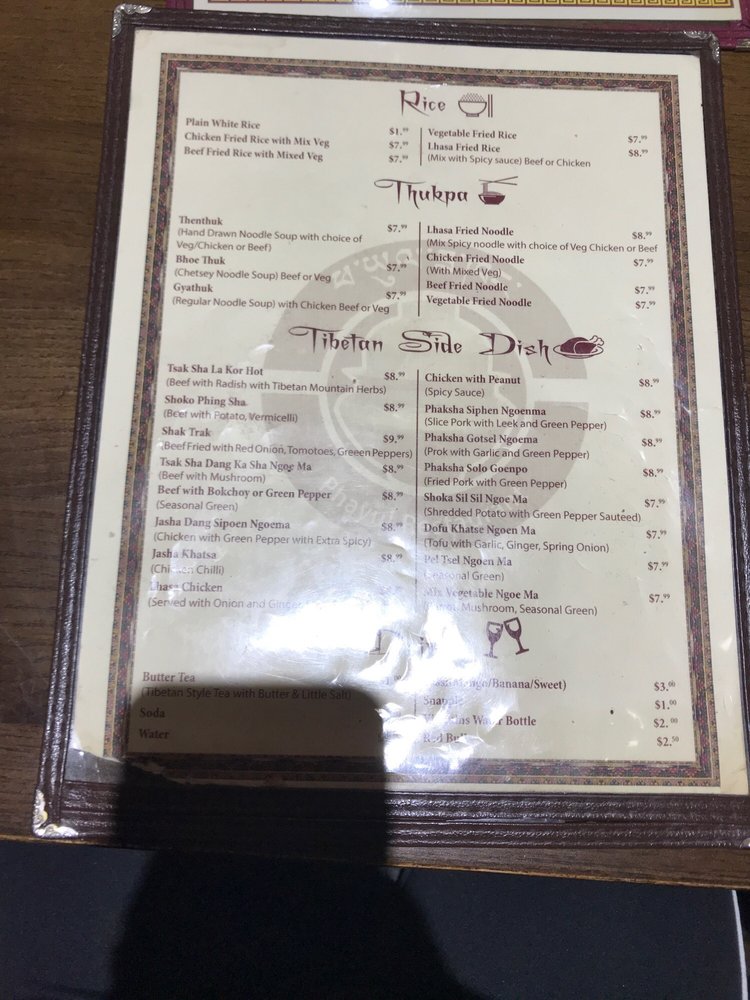 Rice
Plain White Rice $1.99
Chicken Fried Rice with Mix Veg $7.99
Beef Fried Rice with Mixed Veg $7.99
Vegetable Fried Rice $7.99
Lhasa Fried Rice $8.99
(Mix with Spicy sauce) Beef or Chicken
Thukpa
Thenthuk $7.99
(Hand Drawn Noodle Soup with choice of
Veg/Chicken or Beef)
Bhoe Thuk $7.99
(Chetsey Noodle Soup) Beef or Veg
Gyathuk $7.99
(Regular Noodle Soup) with Chicken Beef or Veg
Lhasa Fried Noodle $8.99
(Mix Spicy noodle with choice of Veg Chicken or Beef
Chicken Fried Noodle $7.99
(With Mixed Veg)
Beef Fried Noodle $7.99
Vegetable Fried Noodle $7.99
Tibetan Side Dish
Tsak Sha La Kor Hot $8.99
(Beef with Radish with Tibetan Mountain Herbs)
Shoko Phing Sha $8.99
(Beef with Potato, Vermicelli)
Shak Trak $9.99
(Beef Fried with Red Onion, Tomotoes, Greeen Peppers)
Tsak Sha Dang Ka Sha Ngoe Ma $8.99
(Beef with Mushroom)
Beef with Bokchoy or Green Pepper $8.99
(Seasonal Green)
Jasha Dang Sipoen Ngoema $8.99
(Chicken with Green Pepper with Extra Spicy)
Jasha Khatsa $8.99
(Chicken Chilli)
Lhasa Chicken
(Served with Onion and Ginger
Chicken with Peanut $8.99
(Spicy Sauce)
Phaksha Siphen Ngoenma $8.99
(Slice Pork with Leek and Green Pepper)
Phaksha Gotsel Ngoema $8.99
(Prok with Garlic and Green Pepper)
Phaksha Solo Goenpo $8.99
(Fried Pork with Green Pepper)
Shoka Sil Sil Ngoe Ma $7.99
(Shredded Potato with Green Pepper Sauteed)
Dofu Khatse Ngoen Ma $7.99
(Tofu with Garlic, Ginger, Spring Onion)
Pel Tsel Ngoen Ma $7.99
(Seasonal Green)
Mix Vegetable Ngoe Ma $7.99
Mushroom, Seasonal Green)
Butter Tea
(Tibetan Style Tea with Butter & Little Salt)
Soda
Water
/Banana/Sweet) $3.00
Snapple $1.00
Water Bottle $2.00
Red Bull $2.50